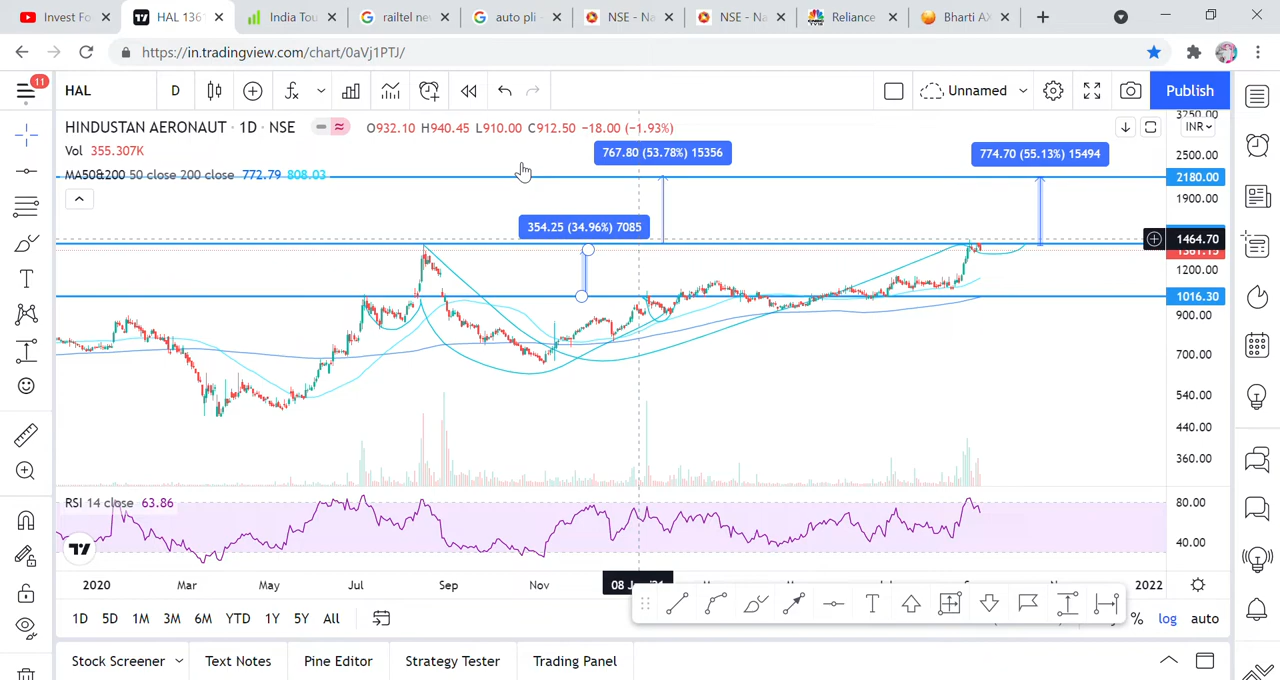 Invest Fo
HAL 1361
India Tou
railtel ne
auto pli -
NSE - Na
NSE - Na
Reliance
Bharti AX
https://in.tradingview.com/chart/0aVj1PTJ/
11
HAL
D
Unnamed
Publish
HINDUSTAN AERONAUT · 1D · NSE
O932.10 H940.45 L910.00 C912.50 −18.00 (−1.93%)
INR
Vol 355.307K
767.80 (53.78%) 15356
774.70 (55.13%) 15494
2500.00
MA50&200 50 close 200 close 772.79 808.03
2180.00
1900.00
354.25 (34.96%) 7085
1464.70
1200.00
1016.30
900.00
700.00
540.00
440.00
360.00
RSI 14 close 63.86
80.00
40.00
2020 Mar May Jul Sep Nov
2022
1D 5D 1M 3M 6M YTD 1Y 5Y All
% log auto
Stock Screener Text Notes Pine Editor Strategy Tester Trading Panel